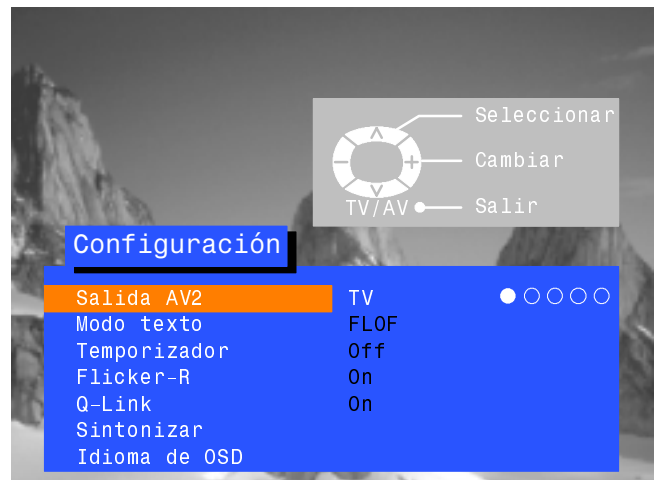 Seleccionar
Cambiar
TV/AV Salir
Configuración
Salida AV2 TV
Modo texto FLOF
Temporizador Off
Flicker-R On
Q-Link On
Sintonizar
Idioma de OSD